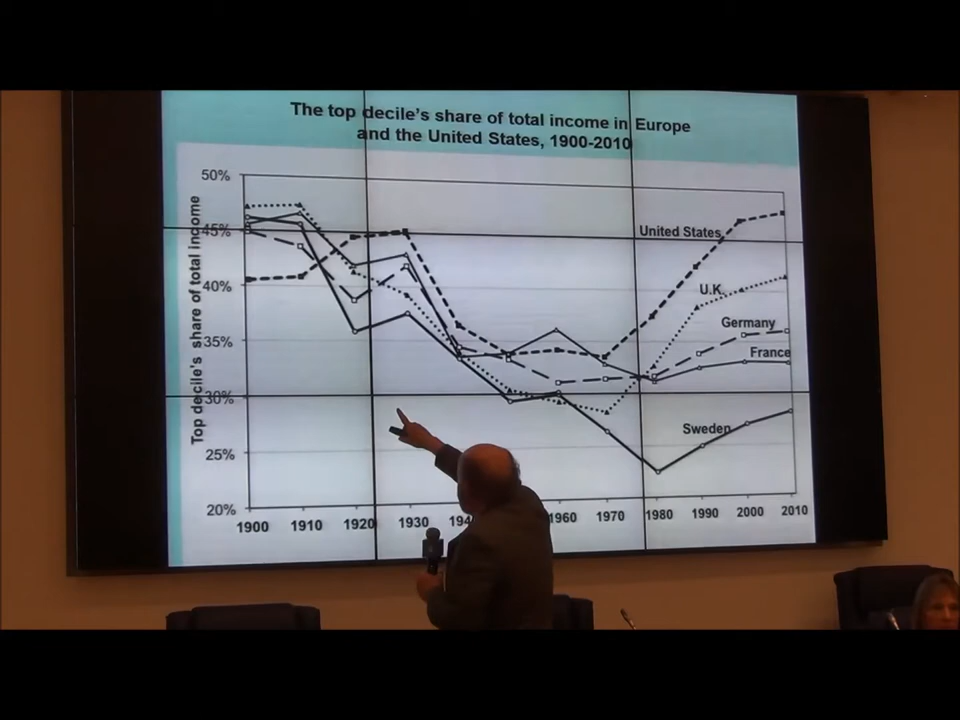 The top decile's share of total income in Europe
and the United States, 1900-2010
Top decile's share of total income
50%
45%
40%
35%
30%
25%
20%
United States
U.K.
Germany
France
Sweden
1900 1910 1920 1930 1960 1970 1980 1990 2000 2010